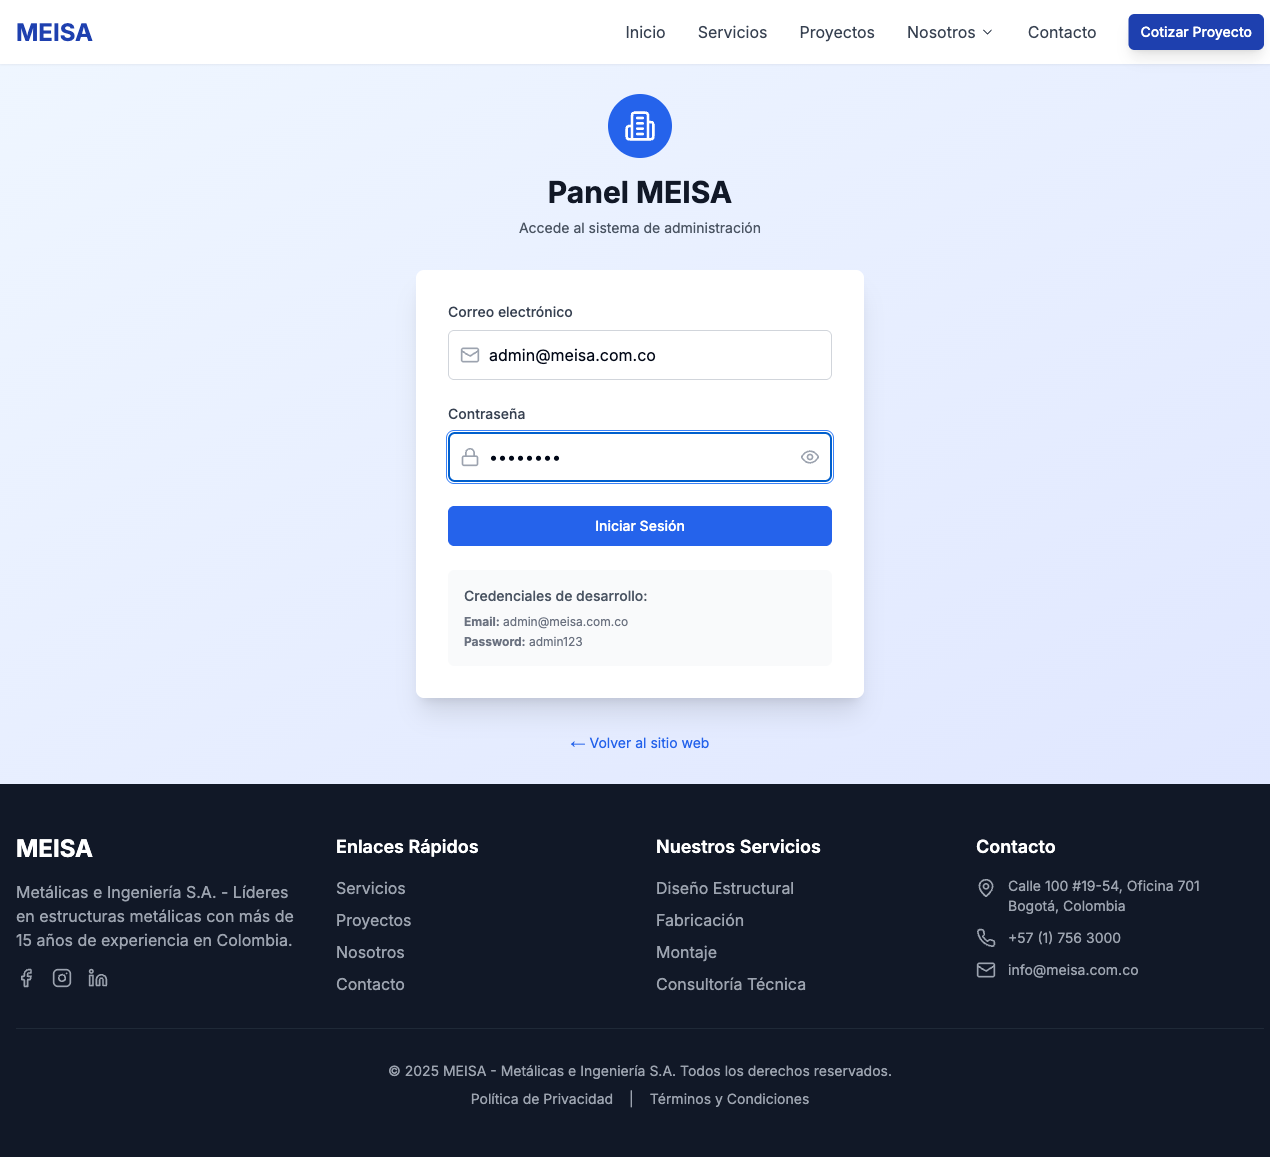 MEISA
Inicio
Servicios
Proyectos
Nosotros
Contacto
Cotizar Proyecto
Panel MEISA
Accede al sistema de administración
Correo electrónico
admin@meisa.com.co
Contraseña
••••••••
Iniciar Sesión
Credenciales de desarrollo:
Email: admin@meisa.com.co
Password: admin123
← Volver al sitio web
MEISA
Metálicas e Ingeniería S.A. - Líderes
en estructuras metálicas con más de
15 años de experiencia en Colombia.
Enlaces Rápidos
Servicios
Proyectos
Nosotros
Contacto
Nuestros Servicios
Diseño Estructural
Fabricación
Montaje
Consultoría Técnica
Contacto
Calle 100 #19-54, Oficina 701
Bogotá, Colombia
+57 (1) 756 3000
info@meisa.com.co
© 2025 MEISA - Metálicas e Ingeniería S.A. Todos los derechos reservados.
Política de Privacidad | Términos y Condiciones